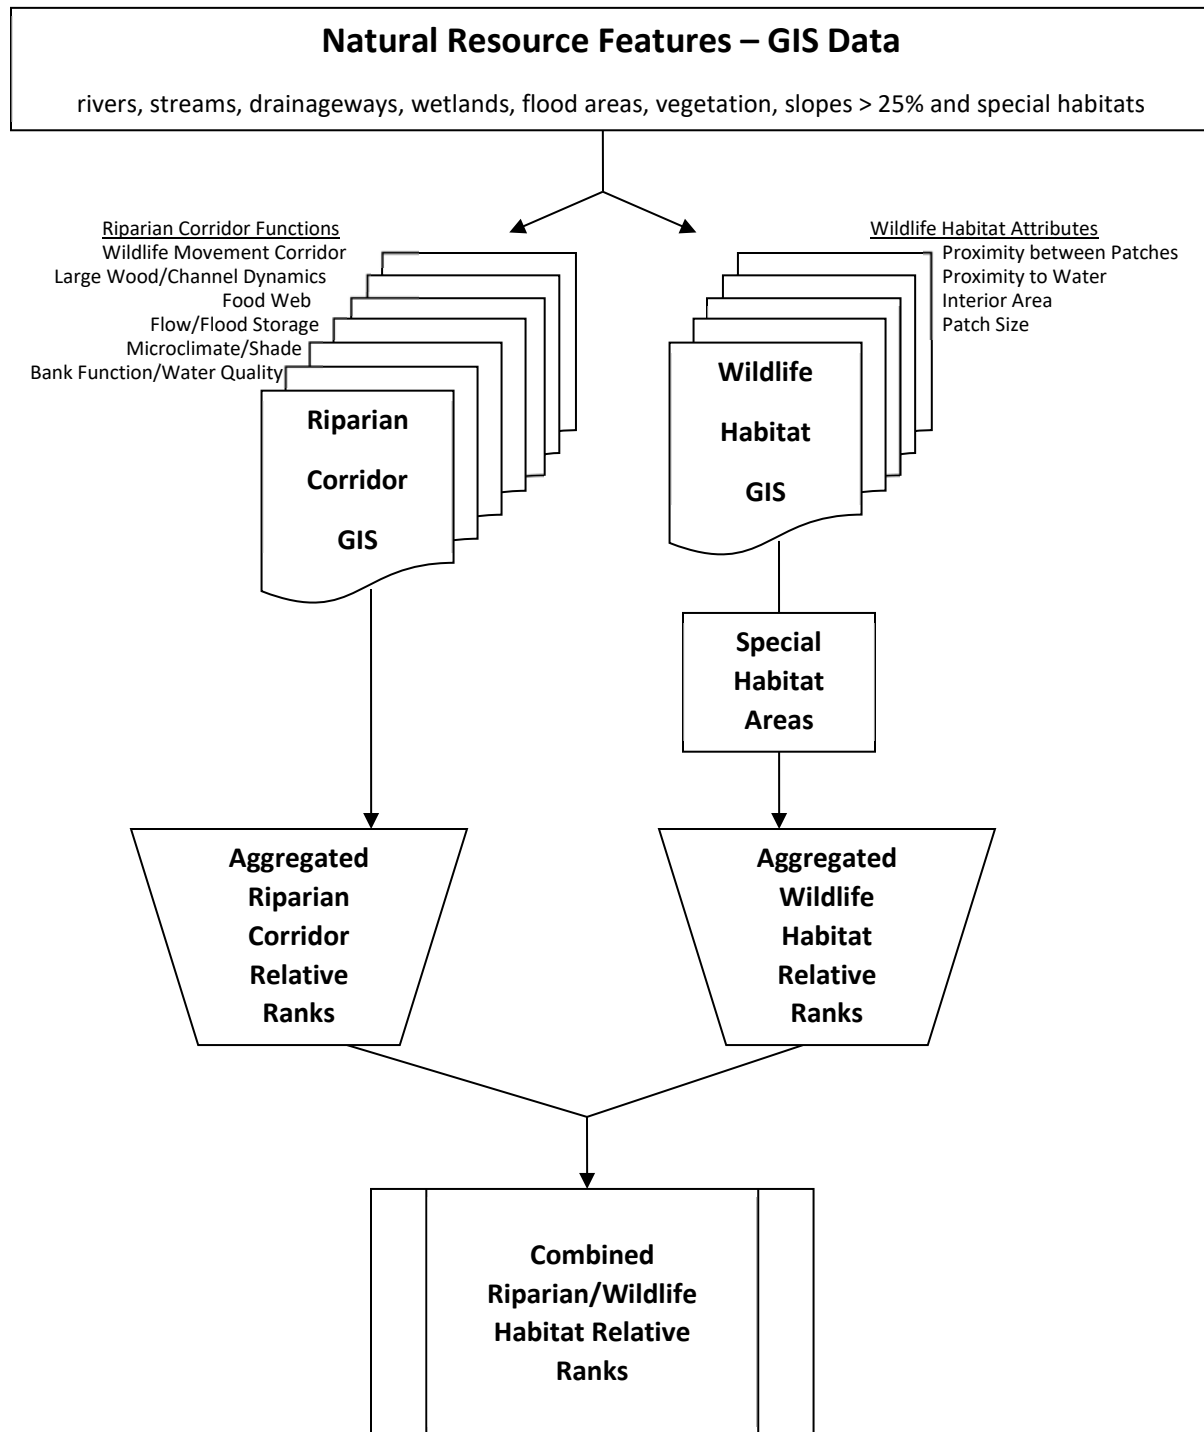 Natural Resource Features – GIS Data
rivers, streams, drainageways, wetlands, flood areas, vegetation, slopes > 25% and special habitats
Riparian Corridor Functions
Wildlife Movement Corridor
Large Wood/Channel Dynamics
Food Web
Flow/Flood Storage
Microclimate/Shade
Bank Function/Water Quality
Wildlife Habitat Attributes
Proximity between Patches
Proximity to Water
Interior Area
Patch Size
Riparian
Corridor
GIS
Wildlife
Habitat
GIS
Special
Habitat
Areas
Aggregated
Riparian
Corridor
Relative
Ranks
Aggregated
Wildlife
Habitat
Relative
Ranks
Combined
Riparian/Wildlife
Habitat Relative
Ranks